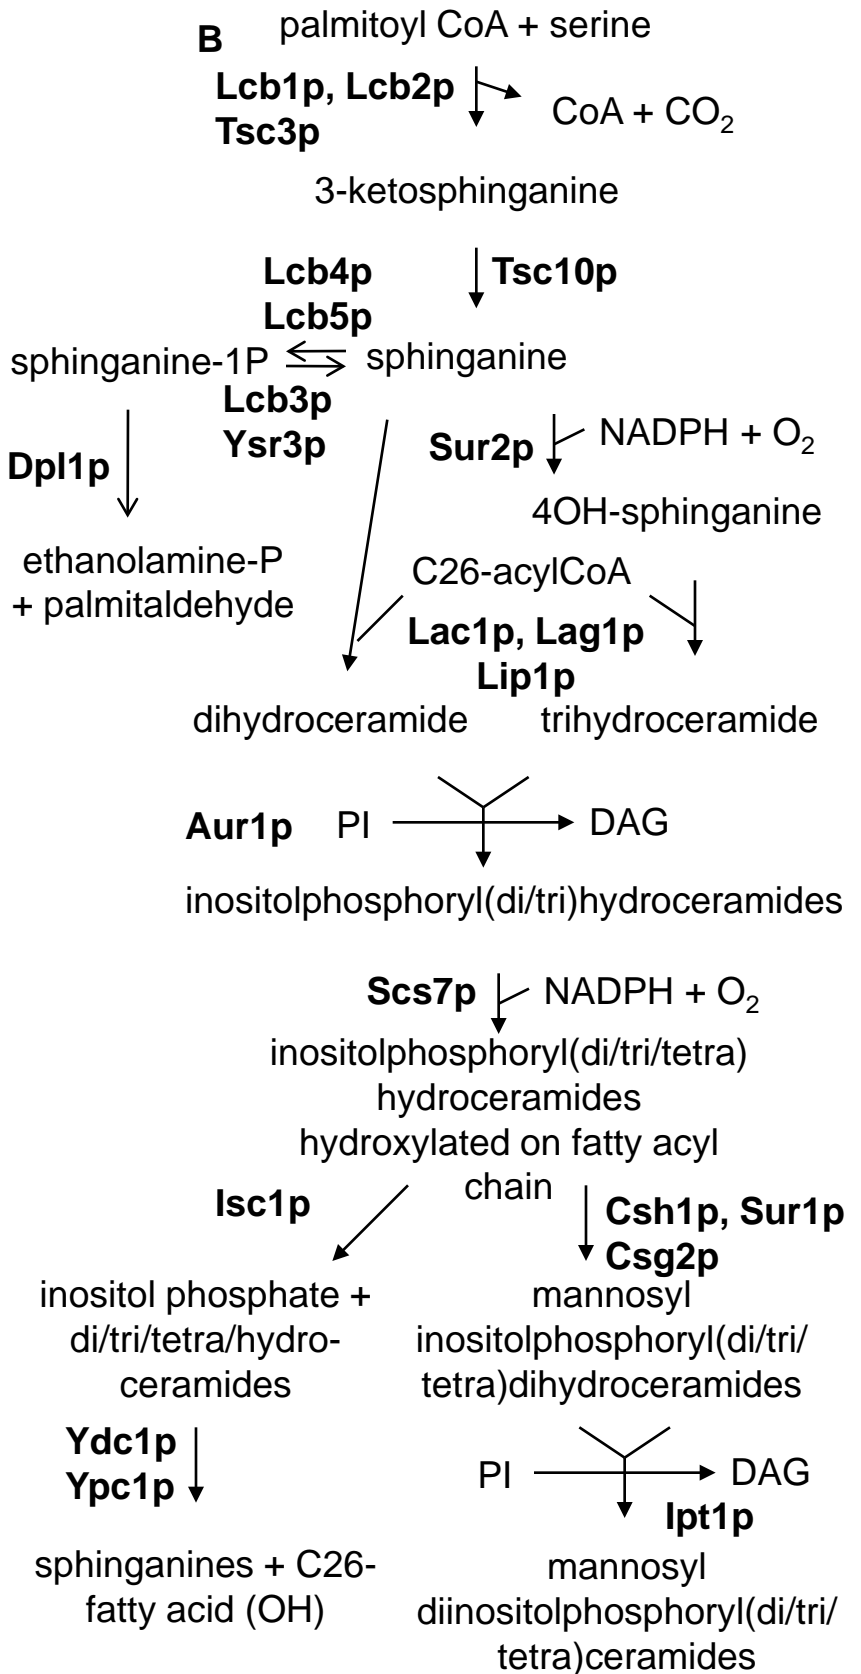 B
palmitoyl CoA + serine
Lcb1p, Lcb2p
Tsc3p
CoA + CO2
3-ketosphinganine
Lcb4p
Lcb5p
Tsc10p
sphinganine-1P
sphinganine
Lcb3p
Ysr3p
Dpl1p
Sur2p
NADPH + O2
4OH-sphinganine
ethanolamine-P
+ palmitaldehyde
C26-acylCoA
Lac1p, Lag1p
Lip1p
dihydroceramide
trihydroceramide
Aur1p
PI
DAG
inositolphosphoryl(di/tri)hydroceramides
Scs7p
NADPH + O2
inositolphosphoryl(di/tri/tetra)
hydroceramides
hydroxylated on fatty acyl
chain
Isc1p
Csh1p, Sur1p
Csg2p
inositol phosphate +
di/tri/tetra/hydro-
ceramides
mannosyl
inositolphosphoryl(di/tri/
tetra)dihydroceramides
Ydc1p
Ypc1p
PI
DAG
Ipt1p
sphinganines + C26-
fatty acid (OH)
mannosyl
diinositolphosphoryl(di/tri/
tetra)ceramides